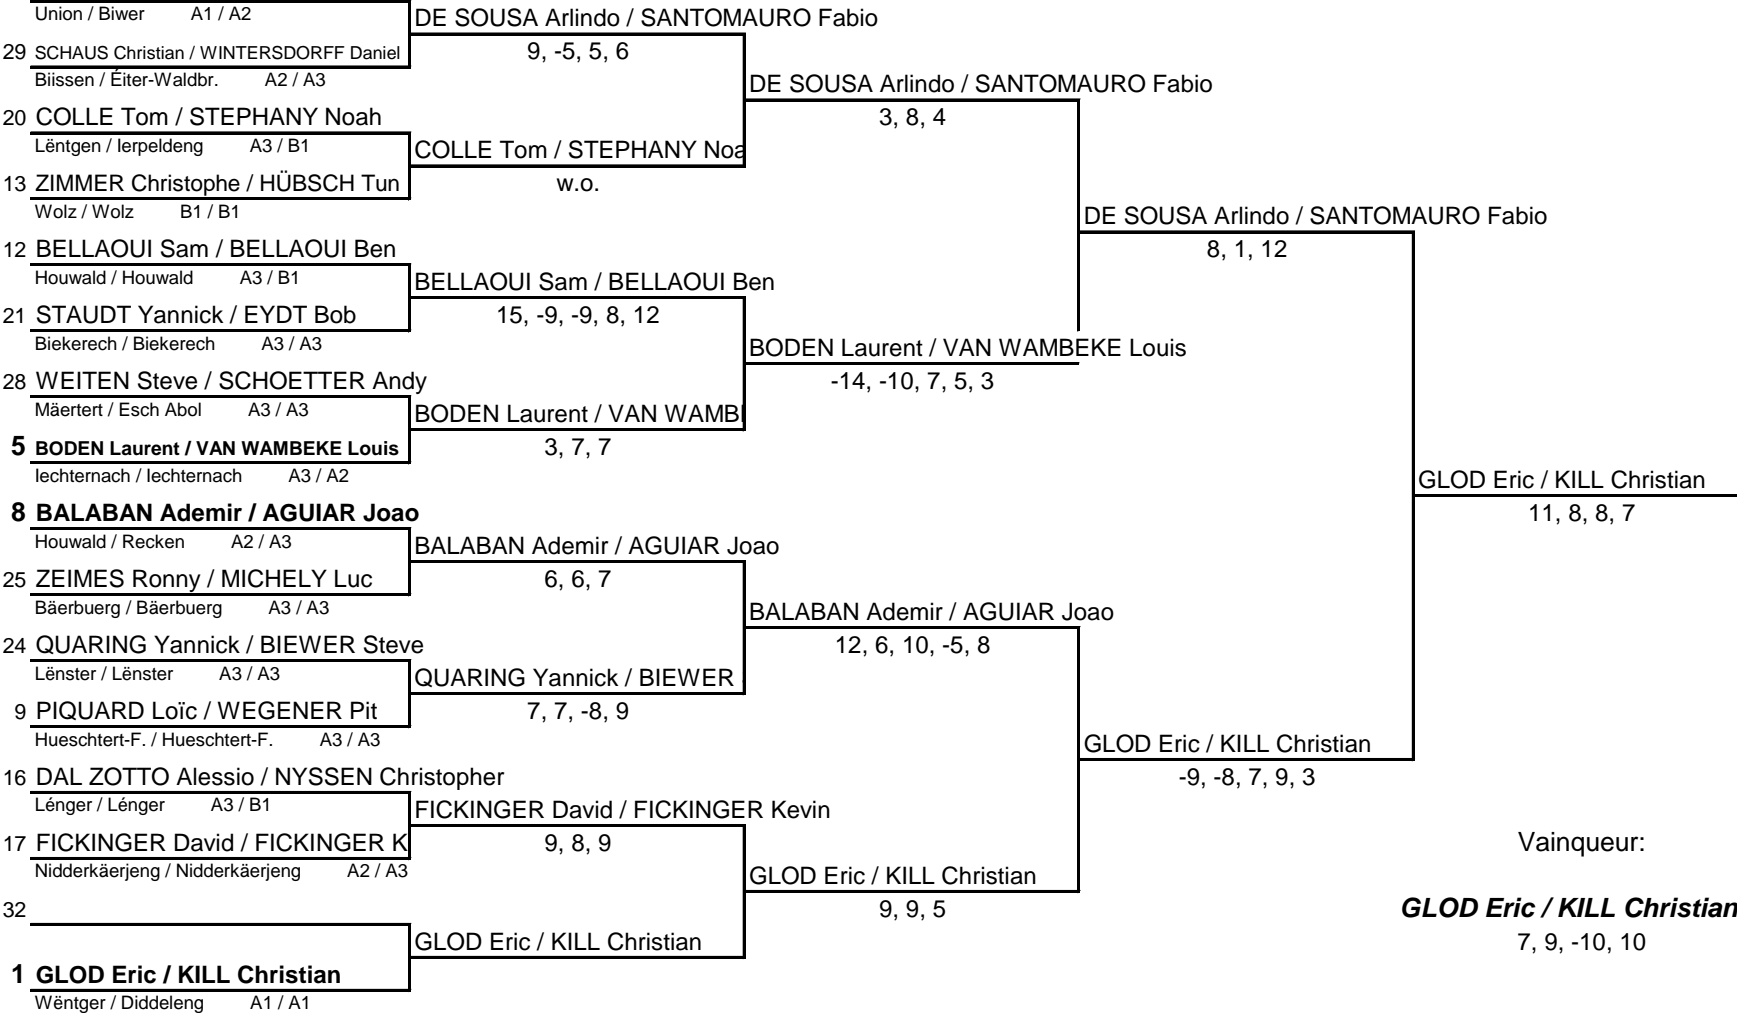 Union / Biwer A1 / A2
DE SOUSA Arlindo / SANTOMAURO Fabio
29 SCHAUS Christian / WINTERSDORFF Daniel
9, -5, 5, 6
Biissen / Éiter-Waldbr. A2 / A3
DE SOUSA Arlindo / SANTOMAURO Fabio
20 COLLE Tom / STEPHANY Noah
3, 8, 4
Lëntgen / Ierpeldeng A3 / B1
COLLE Tom / STEPHANY Noa
13 ZIMMER Christophe / HÜBSCH Tun
w.o.
Wolz / Wolz B1 / B1
DE SOUSA Arlindo / SANTOMAURO Fabio
12 BELLAOUI Sam / BELLAOUI Ben
8, 1, 12
Houwald / Houwald A3 / B1
BELLAOUI Sam / BELLAOUI Ben
21 STAUDT Yannick / EYDT Bob
15, -9, -9, 8, 12
Biekerech / Biekerech A3 / A3
BODEN Laurent / VAN WAMBEKE Louis
28 WEITEN Steve / SCHOETTER Andy
-14, -10, 7, 5, 3
Mäertert / Esch Abol A3 / A3
BODEN Laurent / VAN WAMB
5 BODEN Laurent / VAN WAMBEKE Louis
3, 7, 7
Iechternach / Iechternach A3 / A2
GLOD Eric / KILL Christian
8 BALABAN Ademir / AGUIAR Joao
11, 8, 8, 7
Houwald / Recken A2 / A3
BALABAN Ademir / AGUIAR Joao
25 ZEIMES Ronny / MICHELY Luc
6, 6, 7
Bäerbuerg / Bäerbuerg A3 / A3
BALABAN Ademir / AGUIAR Joao
24 QUARING Yannick / BIEWER Steve
12, 6, 10, -5, 8
Lënster / Lënster A3 / A3
QUARING Yannick / BIEWER
9 PIQUARD Loïc / WEGENER Pit
7, 7, -8, 9
Hueschtert-F. / Hueschtert-F. A3 / A3
GLOD Eric / KILL Christian
16 DAL ZOTTO Alessio / NYSSEN Christopher
-9, -8, 7, 9, 3
Lénger / Lénger A3 / B1
FICKINGER David / FICKINGER Kevin
17 FICKINGER David / FICKINGER K
9, 8, 9
Vainqueur:
Nidderkäerjeng / Nidderkäerjeng A2 / A3
GLOD Eric / KILL Christian
32
9, 9, 5
GLOD Eric / KILL Christian
GLOD Eric / KILL Christian
7, 9, -10, 10
1 GLOD Eric / KILL Christian
Wëntger / Diddeleng A1 / A1